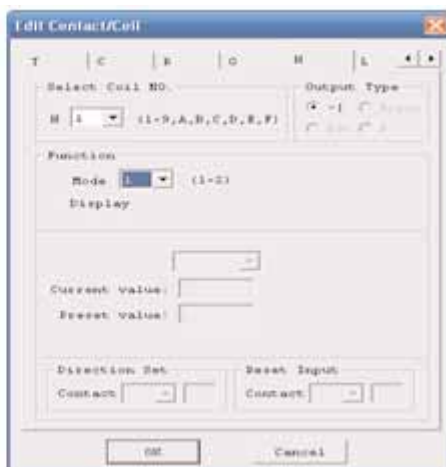 Edit Contact/Coil
T C R G H L
Select Coil NO. Output Type
H 1 (1-9,A,B,C,D,E,F)
Function
Mode 1 (1-2)
Display
Current value:
Preset value:
Direction Set Reset Input
Contact Contact
OK Cancel